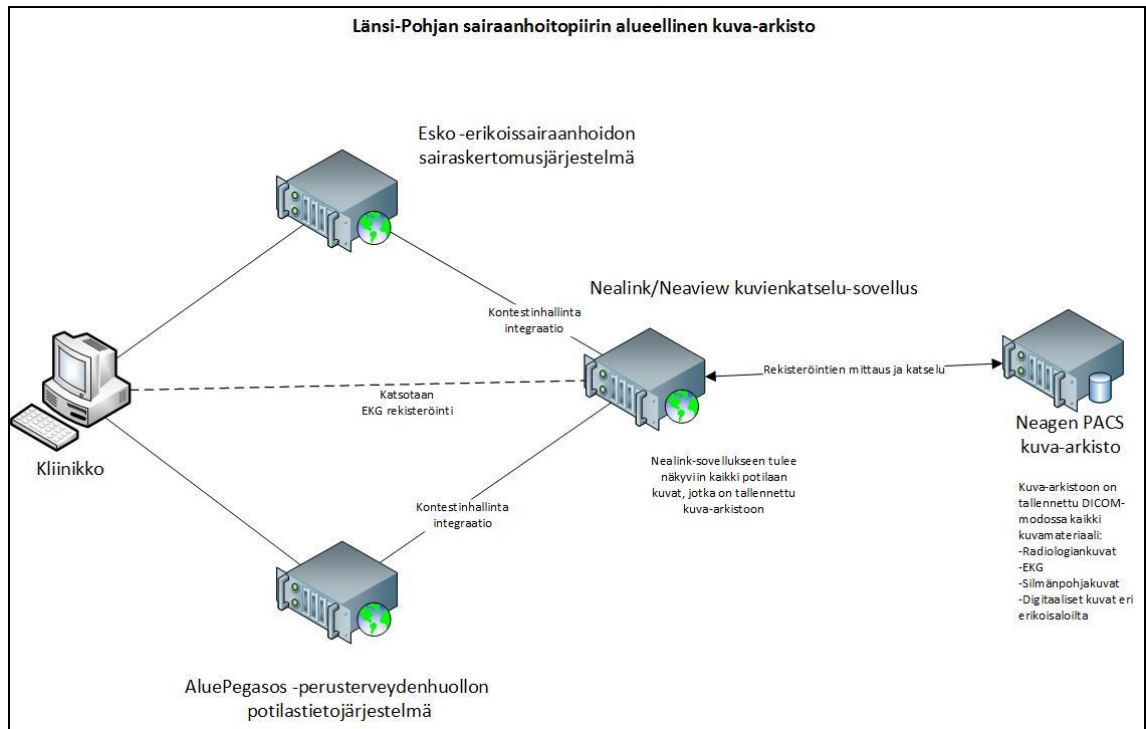 Länsi-Pohjan sairaanhoitopiirin alueellinen kuva-arkisto
Esko -erikoissairaanhoidon
sairaskertomusjärjestelmä
Nealink/Neaview kuvienkatselu-sovellus
Kontestinhallinta
integraatio
Rekisteröintien mittaus ja katselu
Katsotaan
EKG rekisteröinti
Kliinikko
Neagen PACS
kuva-arkisto
Nealink-sovellukseen tulee
näkyviin kaikki potilaan
kuvat, jotka on tallennettu
kuva-arkistoon
Kuva-arkistoon on
tallennettu DICOM-
modossa kaikki
kuvamateriaali:
-Radiologiankuvat
-EKG
-Silmänpohjakuvat
-Digitaaliset kuvat eri
erikoisaloilta
Kontestinhallinta
integraatio
AluePegasos -perusterveydenhuollon
potilastietojärjestelmä